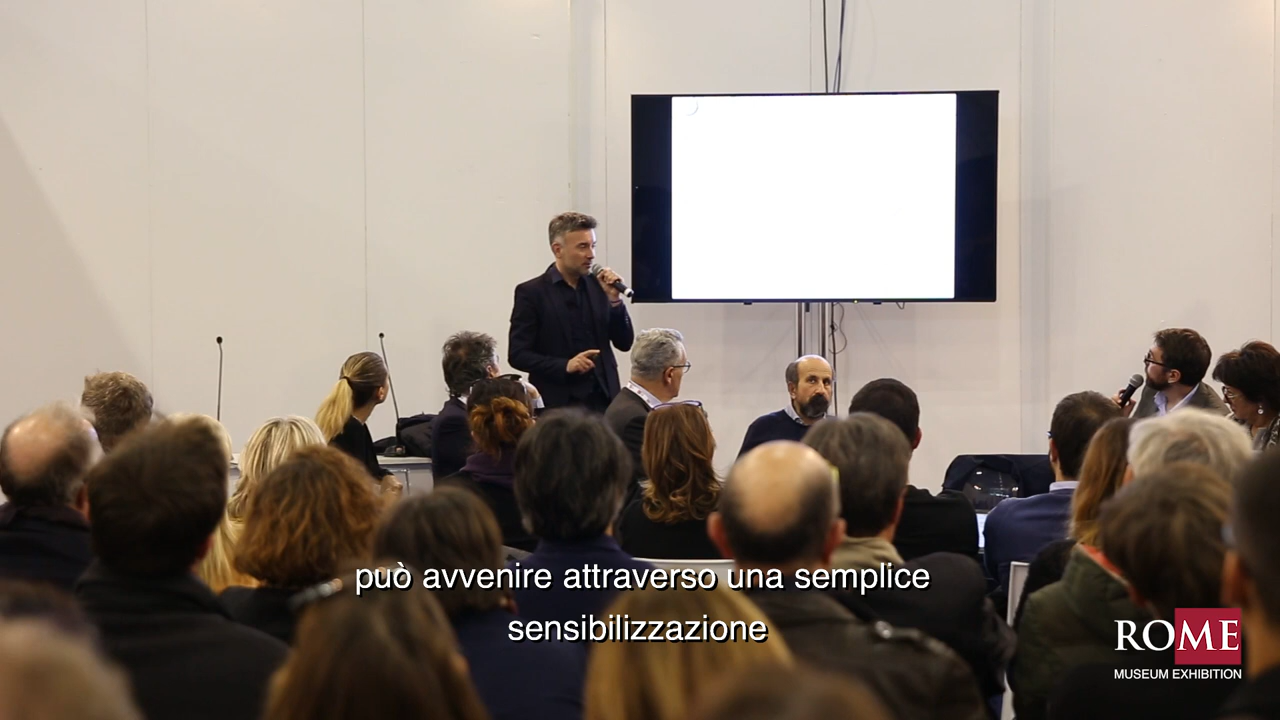 può avvenire attraverso una semplice
sensibilizzazione
ROME
MUSEUM EXHIBITION